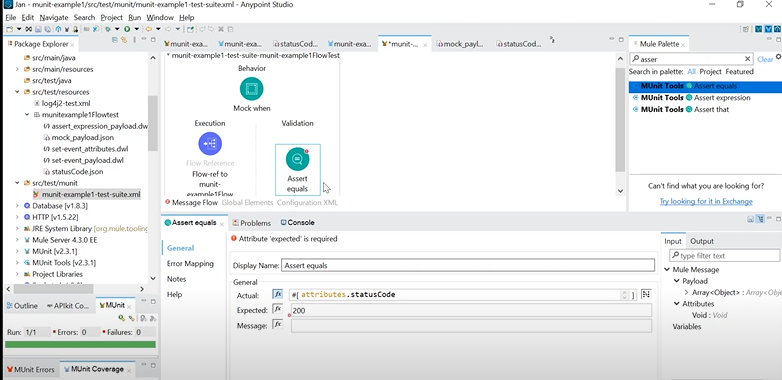 Jan - munit-example1/src/test/munit/munit-example1-test-suite.xml - Anypoint Studio
File Edit Navigate Search Project Run Window Help
Package Explorer
munit-exa...
munit-exa...
statusCod...
munit-exa...
*munit-...
mock_payl...
statusCod...
Mule Palette
src/main/java
src/main/resources
src/test/java
src/test/resources
log4j2-test.xml
munitexample1Flowtest
assert_expression_payload.dw
mock_payload.json
set-event_attributes.dwl
set-event_payload.dwl
statusCode.json
src/test/munit
munit-example1-test-suite.xml
Database [v1.8.3]
HTTP [v1.5.22]
JRE System Library [org.mule.tooling
Mule Server 4.3.0 EE
MUnit [v2.3.1]
MUnit Tools [v2.3.1]
Project Libraries
munit-example1-test-suite-munit-example1FlowTest
Behavior
Mock when
Execution
Validation
Flow Reference
Flow-ref to
munit-
example1Flow
Assert
equals
Message Flow Global Elements Configuration XML
asser
Clear
Search in palette: All Project Featured
MUnit Tools Assert equals
MUnit Tools Assert expression
MUnit Tools Assert that
Can't find what you are looking for?
Try looking for it in Exchange
Assert equals
Problems
Console
Attribute 'expected' is required
General
Error Mapping
Notes
Help
Display Name: Assert equals
General
Actual: fx #[ attributes.statusCode ]
Expected: fx 200
Message: fx
Input Output
type filter text
Mule Message
Payload
Array<Object> : Array<Obje
Attributes
Void : Void
Variables
Outline
APIkit Co...
MUnit
Run: 1/1 Errors: 0 Failures: 0
MUnit Errors
MUnit Coverage